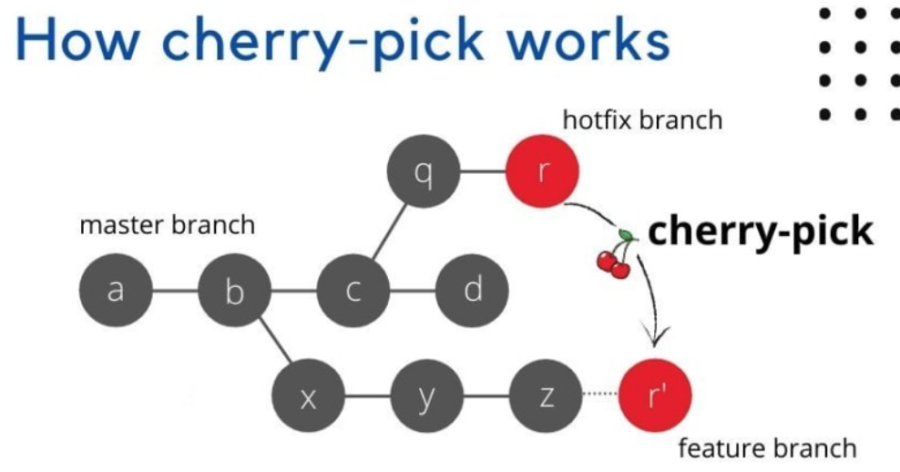 How cherry-pick works
hotfix branch
q
r
master branch
cherry-pick
a
b
c
d
x
y
z
r'
feature branch